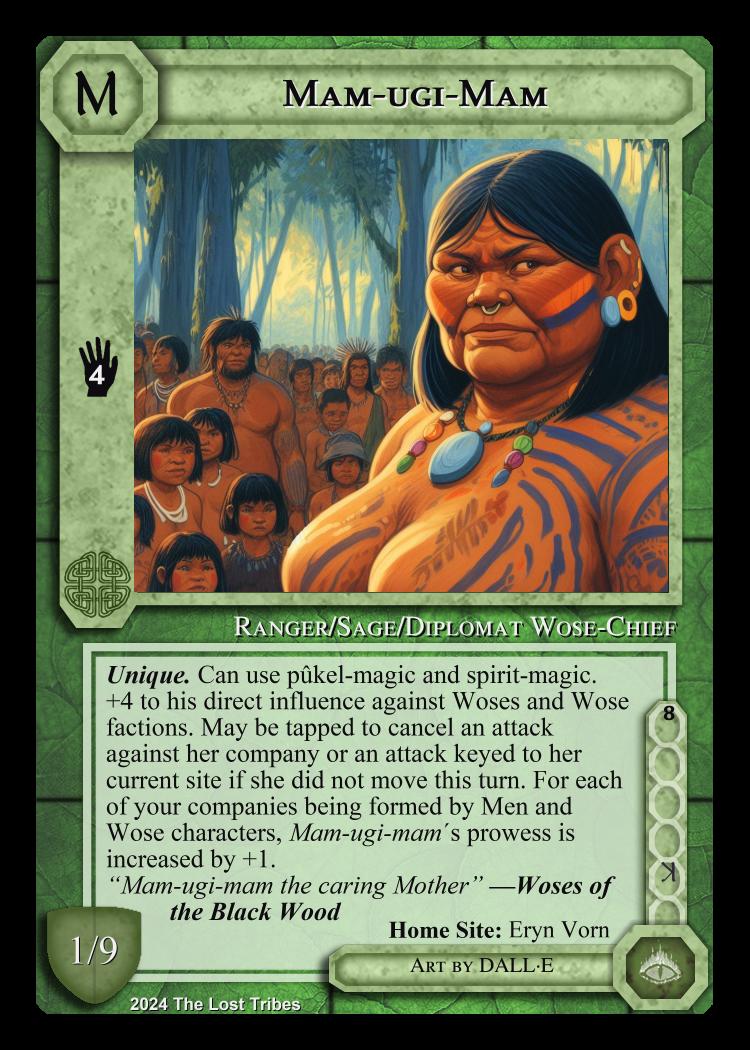 M
Mam-ugi-Mam
4
Ranger/Sage/Diplomat Wose-Chief
Unique. Can use pûkel-magic and spirit-magic.
+4 to his direct influence against Woses and Wose
factions. May be tapped to cancel an attack
against her company or an attack keyed to her
current site if she did not move this turn. For each
of your companies being formed by Men and
Wose characters, Mam-ugi-mam´s prowess is
increased by +1.
“Mam-ugi-mam the caring Mother” —Woses of
the Black Wood
Home Site: Eryn Vorn
8
1/9
Art by DALL·E
2024 The Lost Tribes